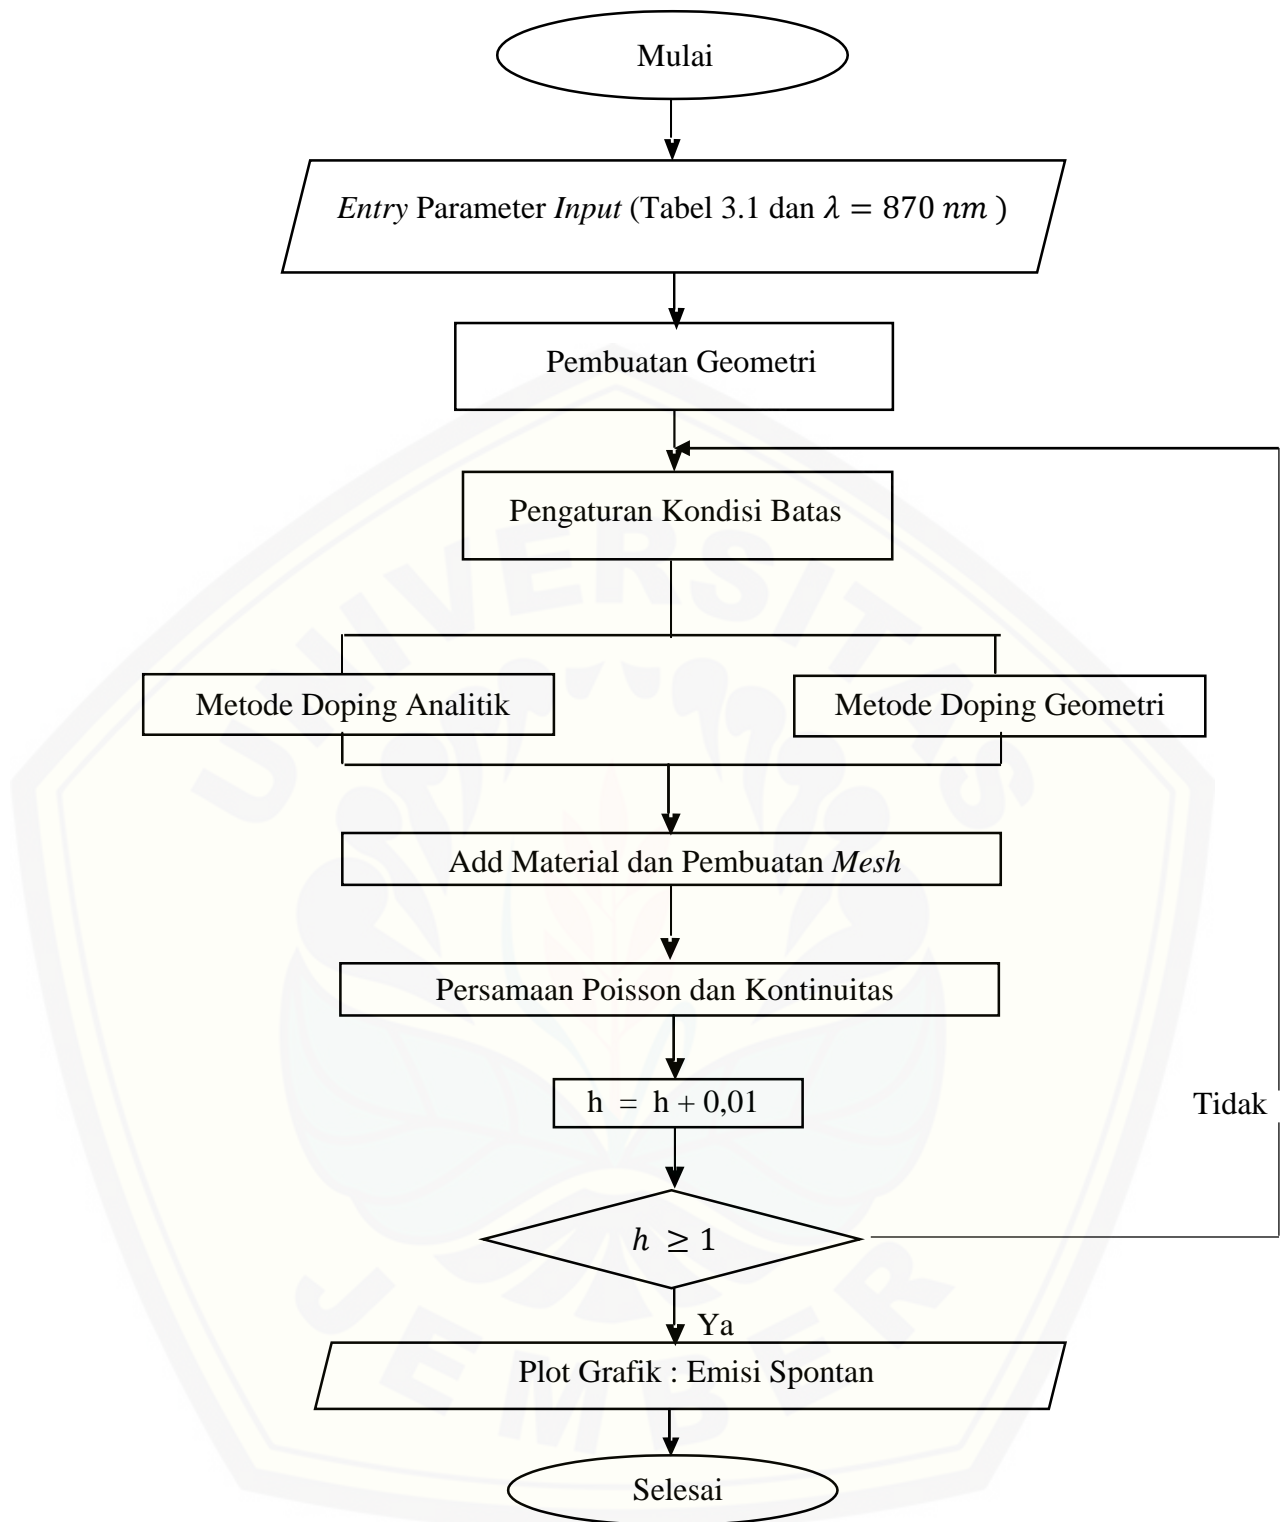 Mulai
Entry Parameter Input (Tabel 3.1 dan λ = 870 nm )
Pembuatan Geometri
Pengaturan Kondisi Batas
Metode Doping Analitik
Metode Doping Geometri
Add Material dan Pembuatan Mesh
Persamaan Poisson dan Kontinuitas
h = h + 0,01
Tidak
h ≥ 1
Ya
Plot Grafik : Emisi Spontan
Selesai
UNIVERSITAS
JEMBER